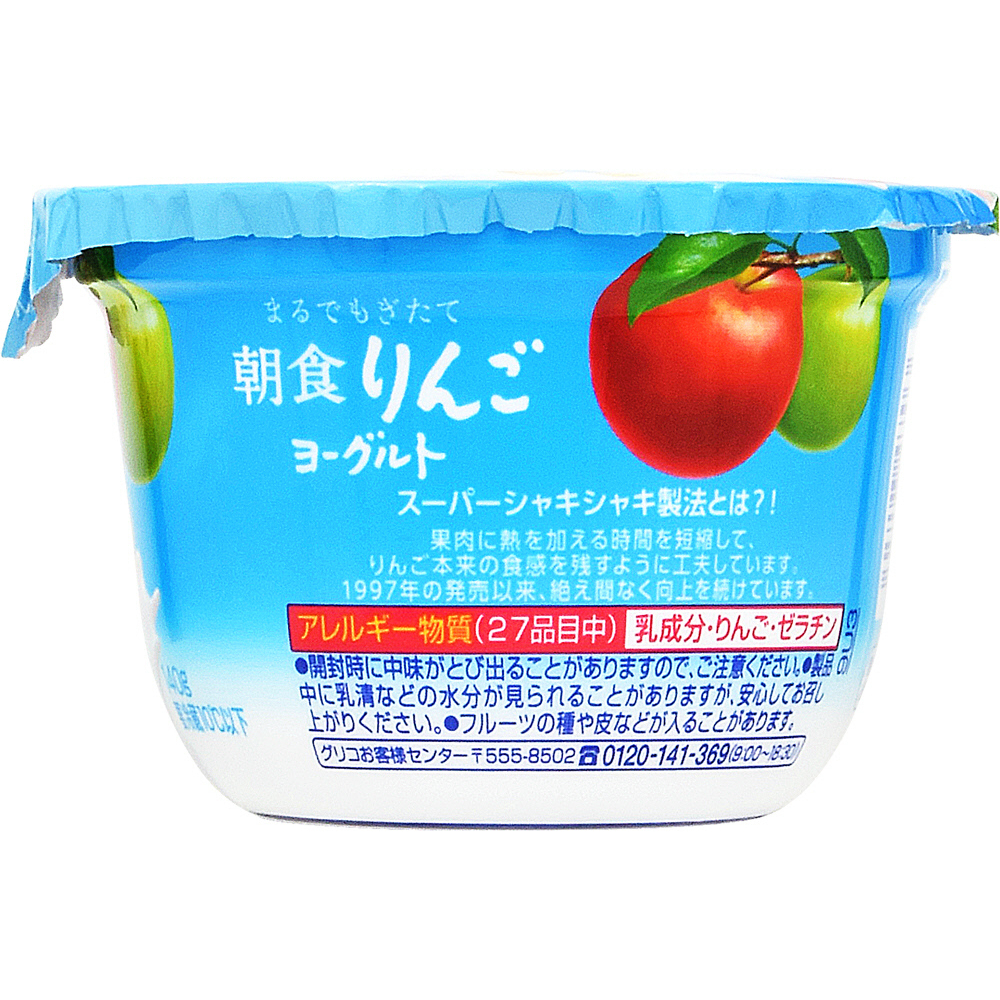 まるでもぎたて
朝食りんご
ヨーグルト
スーパーシャキシャキ製法とは?!
果肉に熱を加える時間を短縮して、
りんご本来の食感を残すように工夫しています。
1997年の発売以来、絶え間なく向上を続けています。
アレルギー物質(27品目中) 乳成分・りんご・ゼラチン
●開封時に中味がとび出ることがありますので、ご注意ください。●製品
中に乳清などの水分が見られることがありますが、安心してお召し
上がりください。●フルーツの種や皮などが入ることがあります。
グリコお客様センター〒555-8502☎0120-141-369(9:00~18:30)
140g
10℃以下